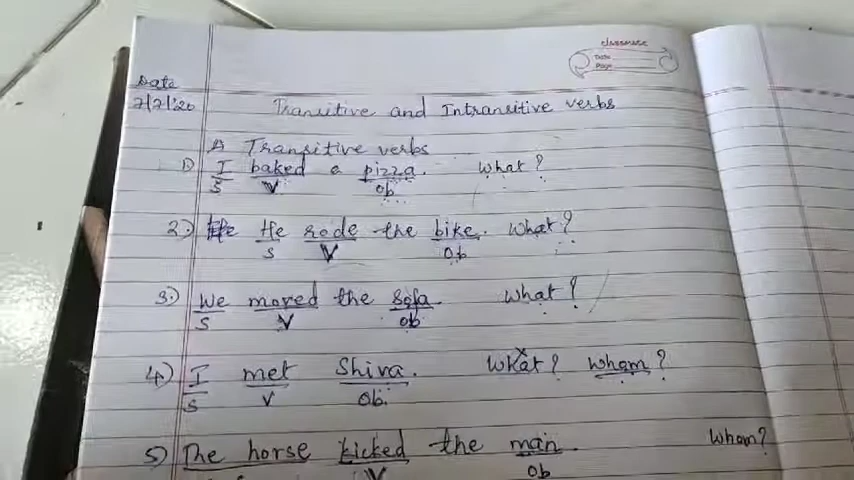 classmate
Date
Page
Date
7/7/20
Transitive and Intransitive verbs
A Transitive verbs
1) I baked a pizza. What?
S V Ob
2.) He rode the bike. What?
S V Ob
3.) We moved the sofa. What?
S V Ob
4.) I met Shiva. What? Whom?
S V Ob.
5) The horse kicked the man. Whom?
V Ob